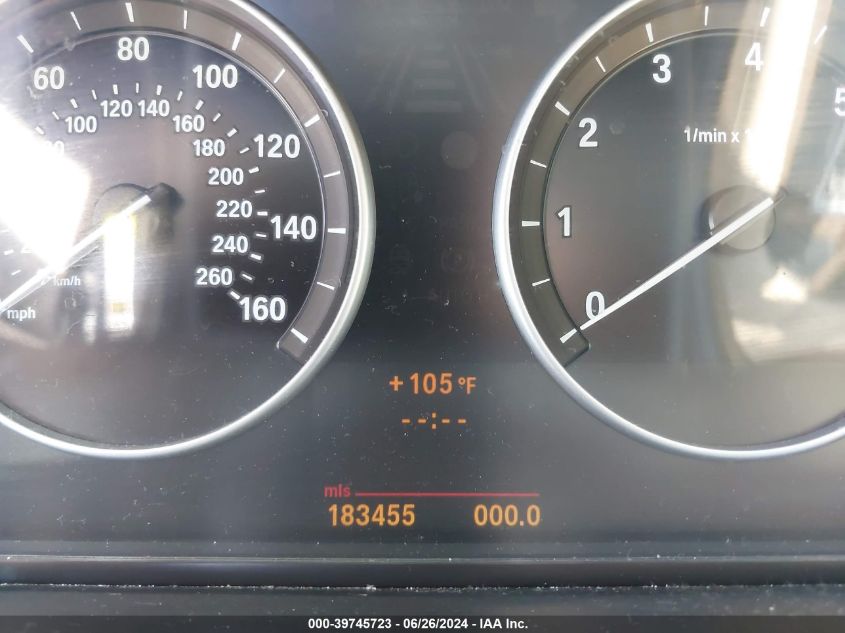 60 80 100 120 140 160
100 120 140 160 180 200 220 240 260
km/h
mph
0 1 2 3 4 5
1/min x
+105 °F
--:--
mls
183455 000.0
000-39745723 - 06/26/2024 - IAA Inc.